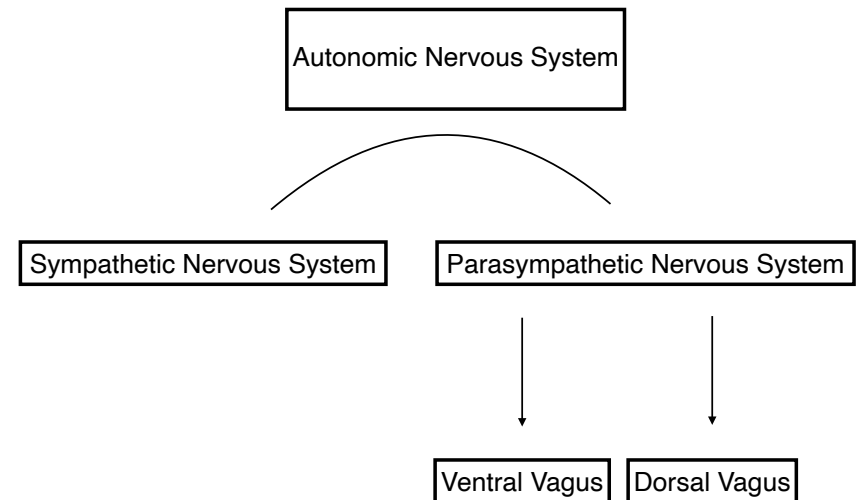 Autonomic Nervous System
Sympathetic Nervous System
Parasympathetic Nervous System
Ventral Vagus
Dorsal Vagus